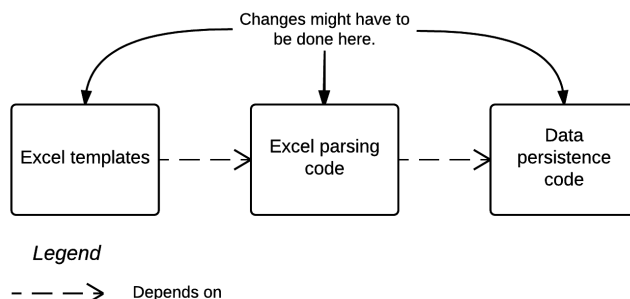 Changes might have to
be done here.
Excel templates
Excel parsing
code
Data
persistence
code
Legend
Depends on